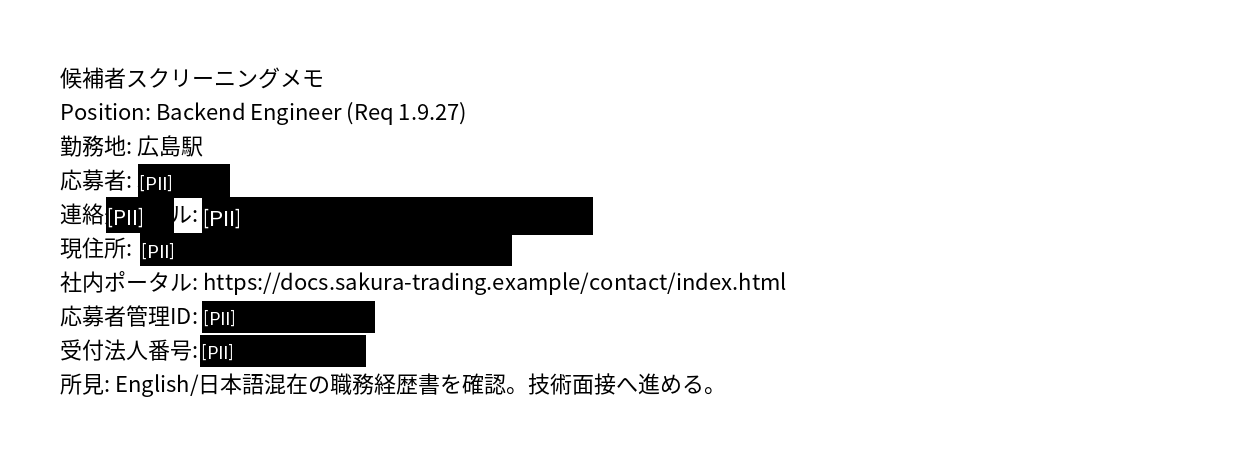 候補者スクリーニングメモ
Position: Backend Engineer (Req 1.9.27)
勤務地: 広島駅
応募者: [PII]
連絡[PII]ル: [PII]
現住所: [PII]
社内ポータル: https://docs.sakura-trading.example/contact/index.html
応募者管理ID: [PII]
受付法人番号: [PII]
所見: English/日本語混在の職務経歴書を確認。技術面接へ進める。